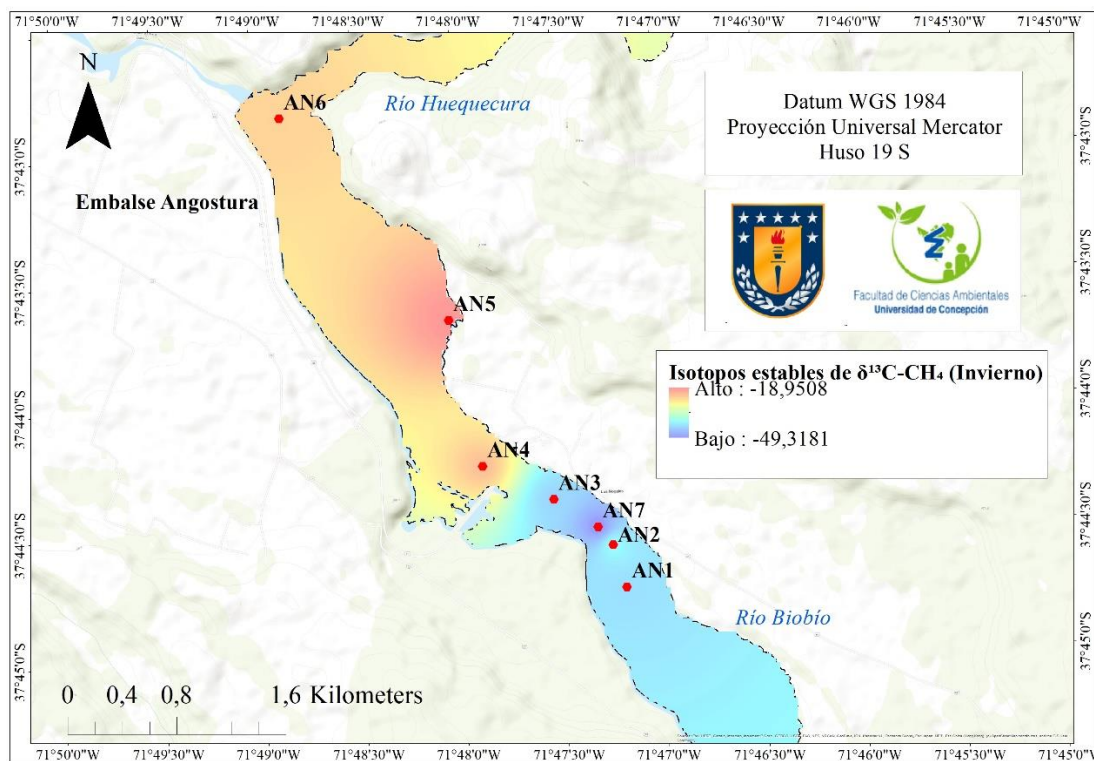 71°50'0"W 71°49'30"W 71°49'0"W 71°48'30"W 71°48'0"W 71°47'30"W 71°47'0"W 71°46'30"W 71°46'0"W 71°45'30"W 71°45'0"W
N
AN6
Río Huequecura
Datum WGS 1984
Proyección Universal Mercator
Huso 19 S
37°43'0"S
37°43'0"S
Embalse Angostura
Facultad de Ciencias Ambientales
Universidad de Concepción
37°43'30"S
37°43'30"S
AN5
Isotopos estables de δ¹³C-CH₄ (Invierno)
Alto : -18,9508
Bajo : -49,3181
37°44'0"S
37°44'0"S
AN4
AN3
AN7
AN2
AN1
37°44'30"S
37°44'30"S
Río Biobío
37°45'0"S
37°45'0"S
0 0,4 0,8 1,6 Kilometers
71°50'0"W 71°49'30"W 71°49'0"W 71°48'30"W 71°48'0"W 71°47'30"W 71°47'0"W 71°46'30"W 71°46'0"W 71°45'30"W 71°45'0"W